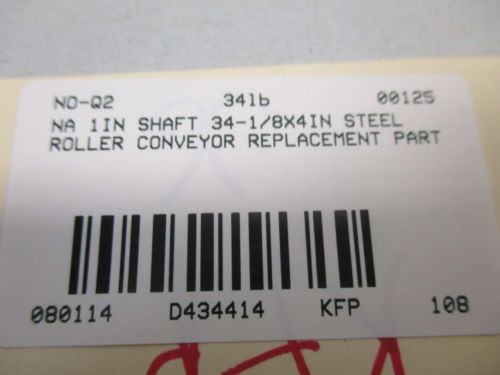 NO-Q2 34lb 00125
NA 1IN SHAFT 34-1/8X4IN STEEL
ROLLER CONVEYOR REPLACEMENT PART
080114 D434414 KFP 108